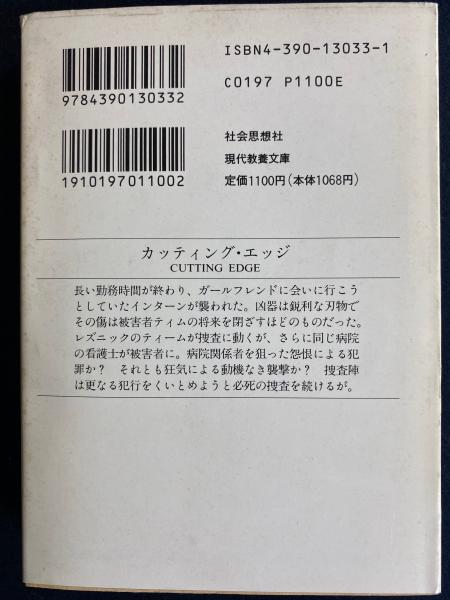 ISBN4-390-13033-1
C0197 P1100E
9784390130332
1910197011002
社会思想社
現代教養文庫
定価1100円(本体1068円)
カッティング・エッジ
CUTTING EDGE
長い勤務時間が終わり、ガールフレンドに会いに行こう
としていたインターンが襲われた。凶器は鋭利な刃物で
その傷は被害者ティムの将来を閉ざすほどのものだった。
レズニックのティームが捜査に動くが、さらに同じ病院
の看護士が被害者に。病院関係者を狙った怨恨による犯
罪か?　それとも狂気による動機なき襲撃か?　捜査陣
は更なる犯行をくいとめようと必死の捜査を続けるが。